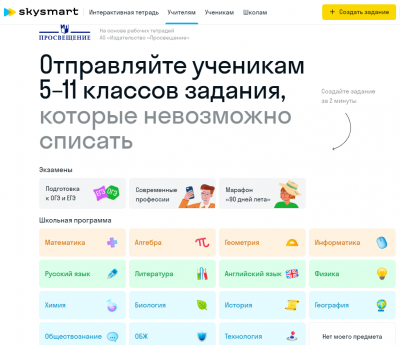 skysmart
Интерактивная тетрадь
Учителям
Ученикам
Школам
+ Создать задание
ПРОСВЕЩЕНИЕ
На основе рабочих тетрадей
АО «Издательство «Просвещение»
Отправляйте ученикам
5–11 классов задания,
которые невозможно
списать
Создайте задание
за 2 минуты
Экзамены
Подготовка
к ОГЭ и ЕГЭ
ЕГЭ ОГЭ
Современные
профессии
Марафон
«90 дней лета»
Школьная программа
Математика
Алгебра
Геометрия
Информатика
Русский язык
Литература
Английский язык
Физика
Химия
Биология
История
География
Обществознание
ОБЖ
Технология
Нет моего предмета